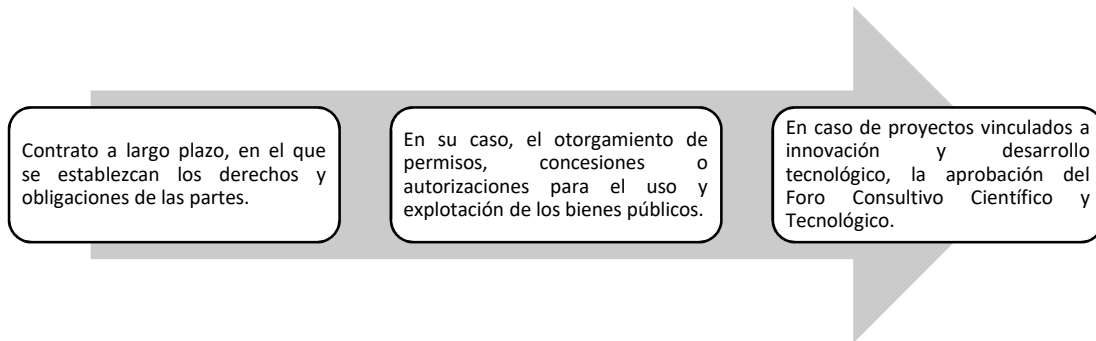 Contrato a largo plazo, en el que
se establezcan los derechos y
obligaciones de las partes.
En su caso, el otorgamiento de
permisos, concesiones o
autorizaciones para el uso y
explotación de los bienes públicos.
En caso de proyectos vinculados a
innovación y desarrollo
tecnológico, la aprobación del
Foro Consultivo Científico y
Tecnológico.